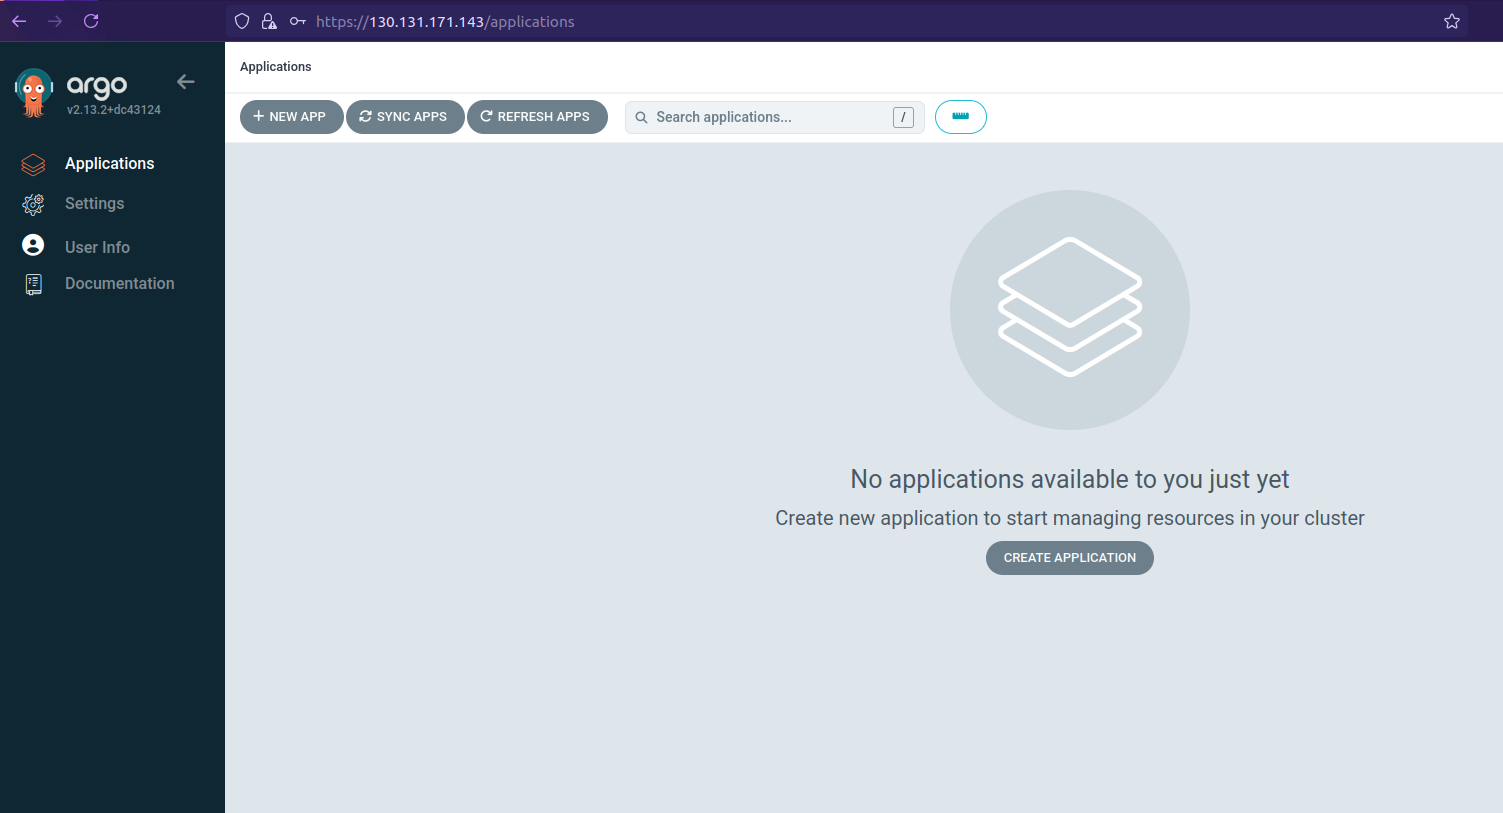 https://130.131.171.143/applications
argo
v2.13.2+dc43124
Applications
Settings
User Info
Documentation
Applications
NEW APP SYNC APPS REFRESH APPS Search applications... /
No applications available to you just yet
Create new application to start managing resources in your cluster
CREATE APPLICATION